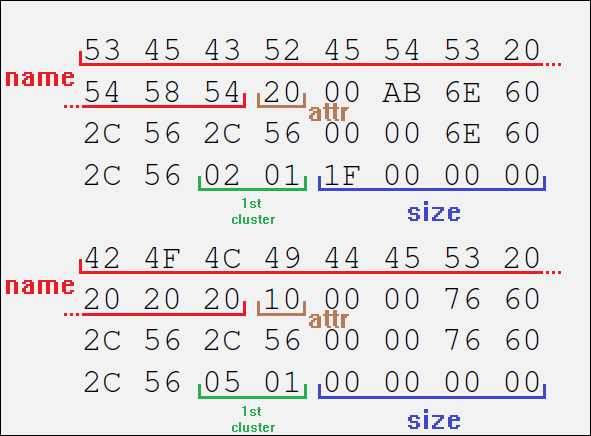 53 45 43 52 45 54 53 20
name
54 58 54 20 00 AB 6E 60
attr
2C 56 2C 56 00 00 6E 60
2C 56 02 01 1F 00 00 00
1st
cluster
size
42 4F 4C 49 44 45 53 20
name
20 20 20 10 00 00 76 60
attr
2C 56 2C 56 00 00 76 60
2C 56 05 01 00 00 00 00
1st
cluster
size